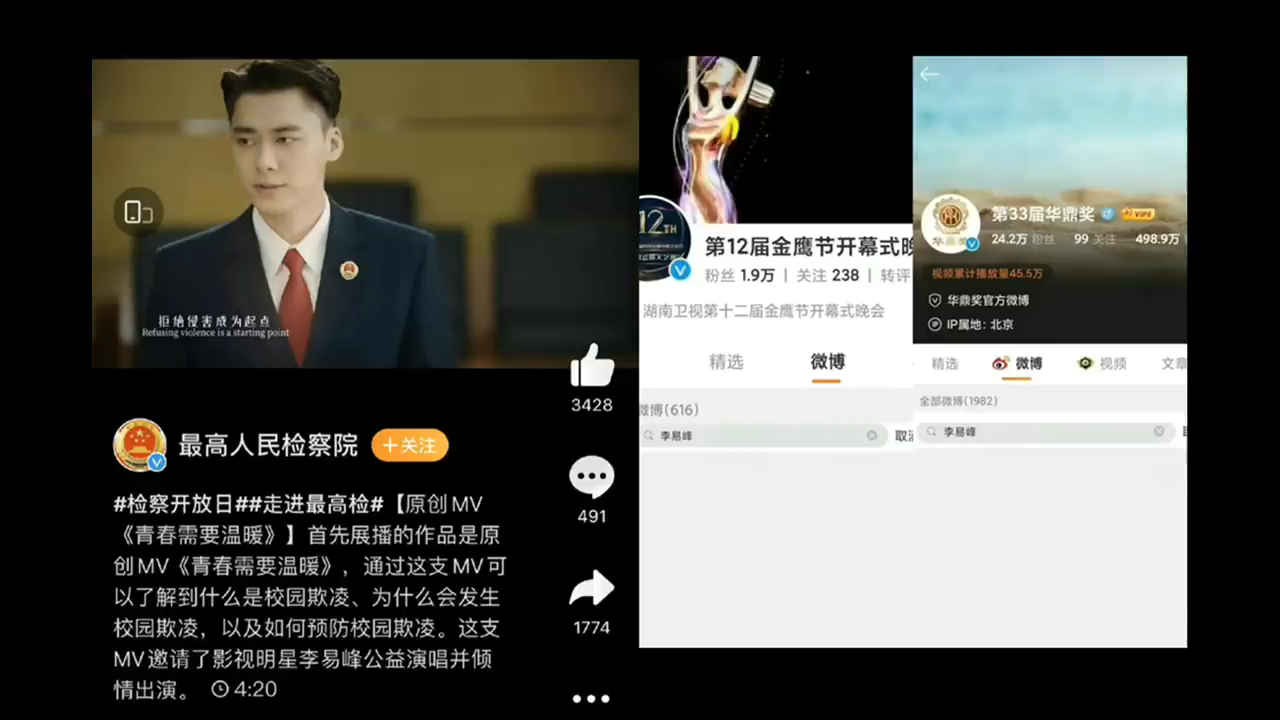 拒绝侵害成为起点
Refusing violence is a starting point
3428
最高人民检察院
+关注
491
#检察开放日##走进最高检#【原创MV
《青春需要温暖》】首先展播的作品是原
创MV《青春需要温暖》，通过这支MV可
以了解到什么是校园欺凌、为什么会发生
校园欺凌，以及如何预防校园欺凌。这支
MV邀请了影视明星李易峰公益演唱并倾
情出演。 4:20
1774
12TH
第12届金鹰节开幕式晚
粉丝 1.9万 | 关注 238 | 转评
湖南卫视第十二届金鹰节开幕式晚会
精选 微博
微博(616)
李易峰
取消
第33届华鼎奖
24.2万 粉丝 99 关注 498.9万
视频累计播放量45.5万
华鼎奖官方微博
IP属地：北京
精选 微博 视频 文章
全部微博(1982)
李易峰